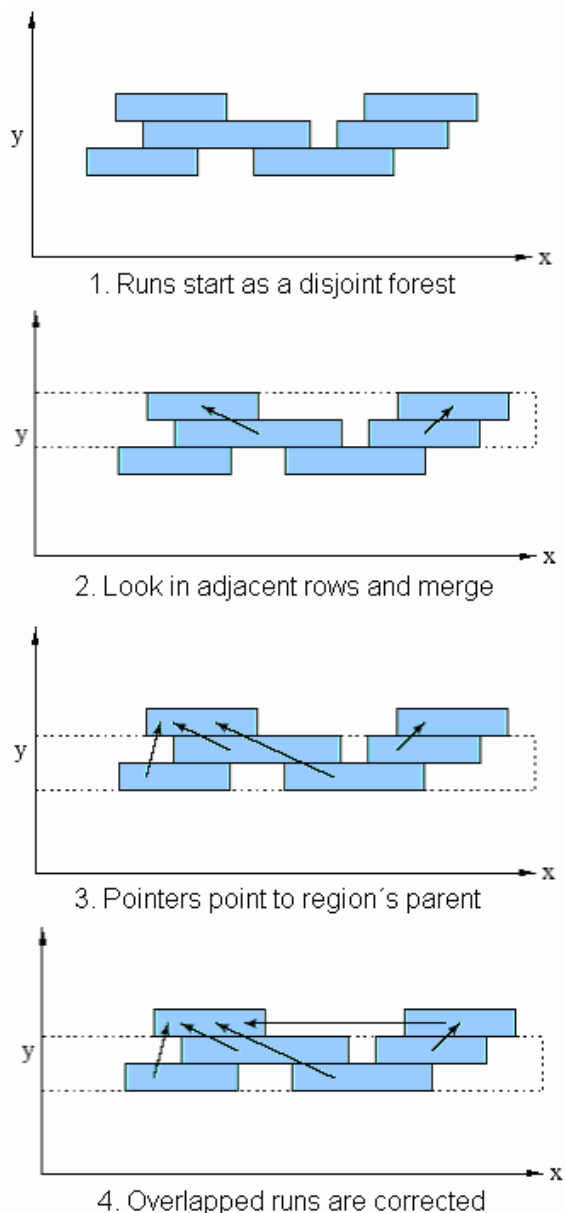 y
x
1. Runs start as a disjoint forest
y
x
2. Look in adjacent rows and merge
y
x
3. Pointers point to region´s parent
y
x
4. Overlapped runs are corrected